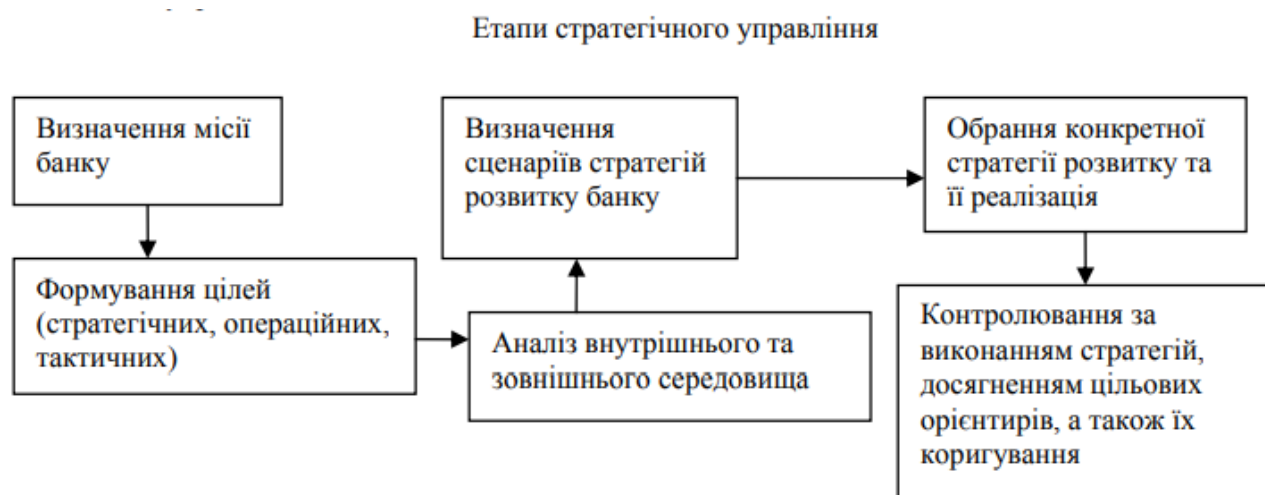 Етапи стратегічного управління
Визначення місії
банку
Формування цілей
(стратегічних, операційних,
тактичних)
Аналіз внутрішнього та
зовнішнього середовища
Визначення
сценаріїв стратегій
розвитку банку
Обрання конкретної
стратегії розвитку та
її реалізація
Контролювання за
виконанням стратегій,
досягненням цільових
орієнтирів, а також їх
коригування